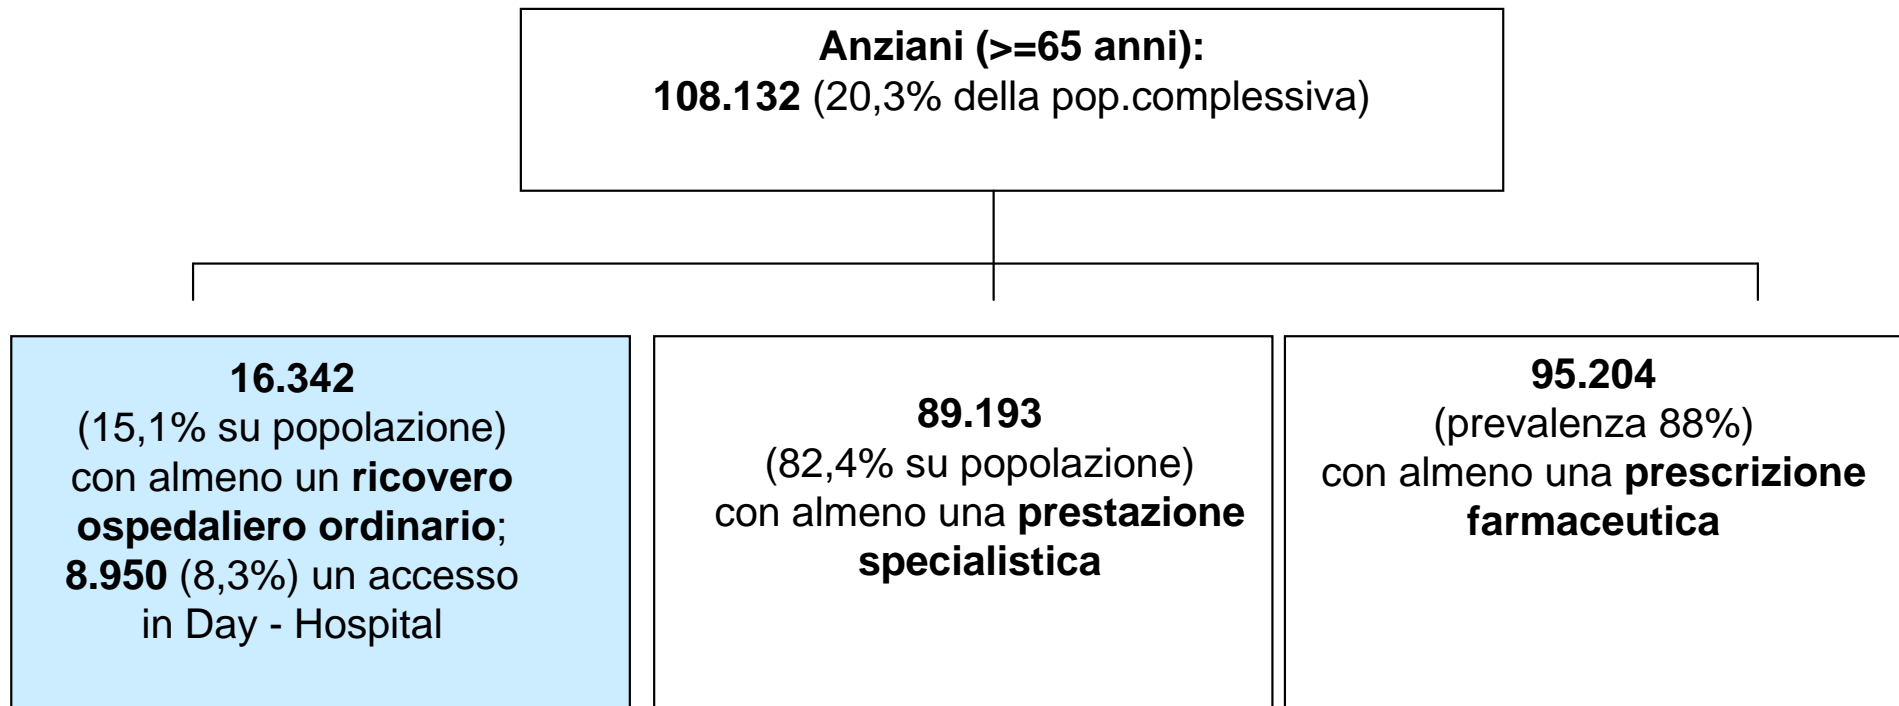 Anziani (>=65 anni):
108.132 (20,3% della pop.complessiva)
16.342
(15,1% su popolazione)
con almeno un ricovero
ospedaliero ordinario;
8.950 (8,3%) un accesso
in Day - Hospital
89.193
(82,4% su popolazione)
con almeno una prestazione
specialistica
95.204
(prevalenza 88%)
con almeno una prescrizione
farmaceutica